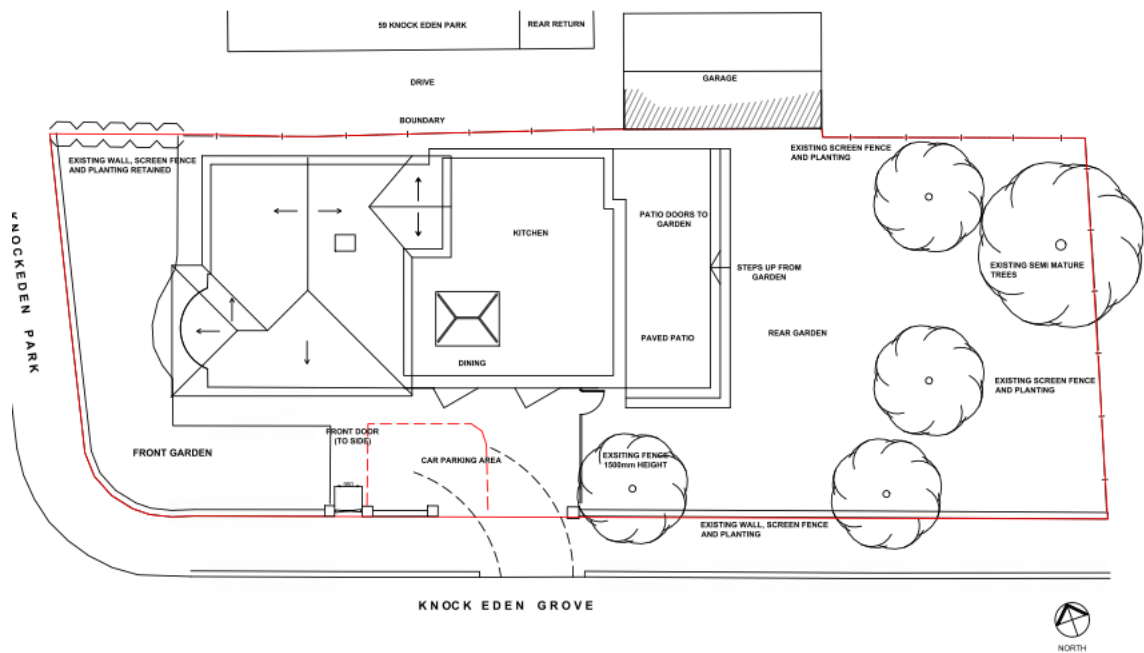 59 KNOCK EDEN PARK
REAR RETURN
DRIVE
GARAGE
BOUNDARY
EXISTING WALL, SCREEN FENCE
AND PLANTING RETAINED
EXISTING SCREEN FENCE
AND PLANTING
KNOCKEDEN PARK
PATIO DOORS TO
GARDEN
KITCHEN
STEPS UP FROM
GARDEN
EXISTING SEMI MATURE
TREES
REAR GARDEN
PAVED PATIO
DINING
EXISTING SCREEN FENCE
AND PLANTING
FRONT DOOR
(TO SIDE)
FRONT GARDEN
CAR PARKING AREA
EXSITING FENCE
1500mm HEIGHT
EXISTING WALL, SCREEN FENCE
AND PLANTING
KNOCK EDEN GROVE
NORTH